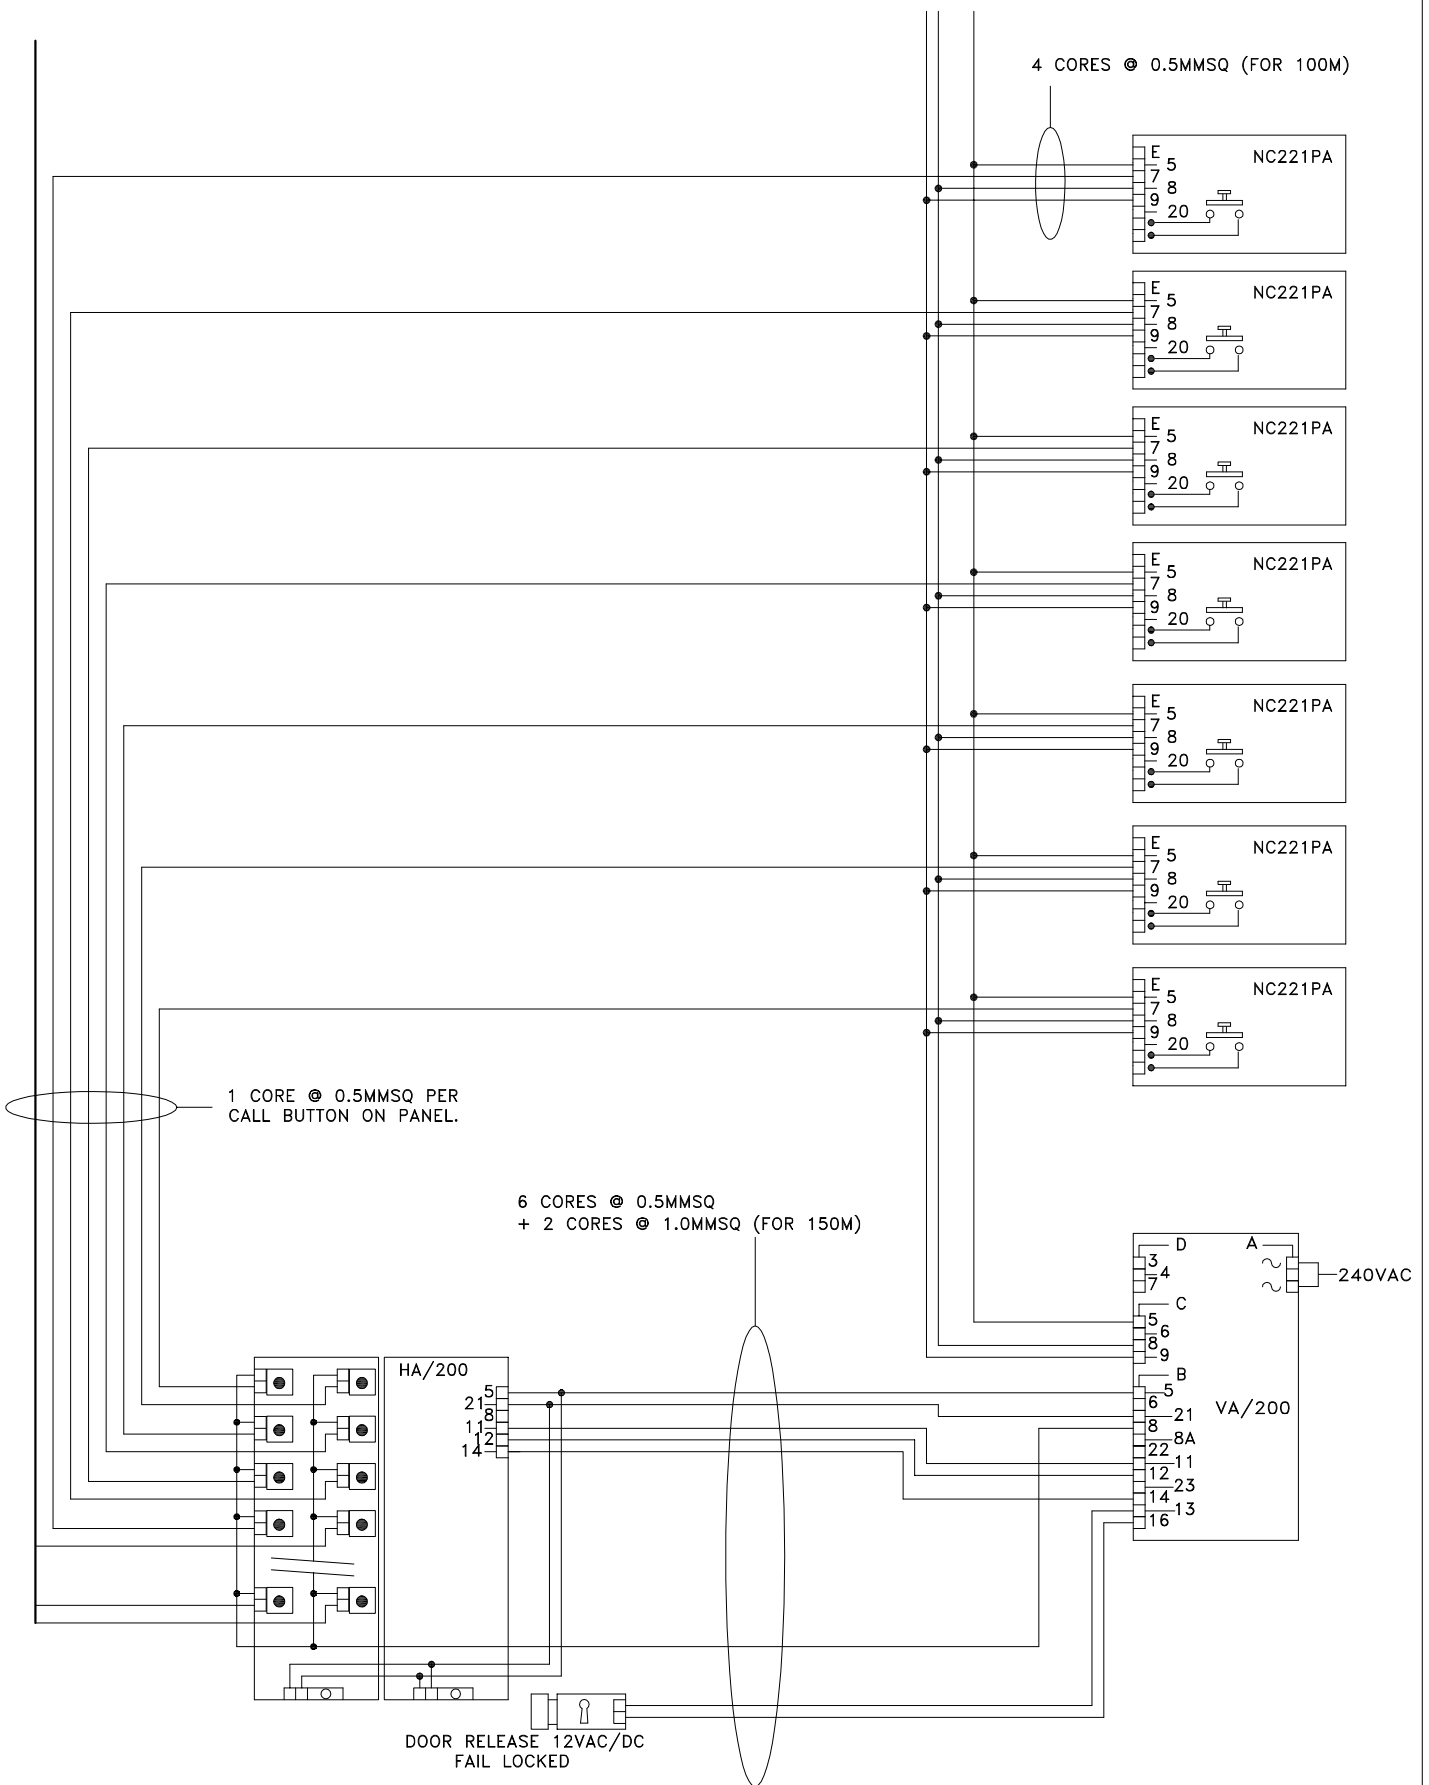 4 CORES @ 0.5MMSQ (FOR 100M)
E
NC221PA
5
7
8
9
20
E
NC221PA
5
7
8
9
20
E
NC221PA
5
7
8
9
20
E
NC221PA
5
7
8
9
20
E
NC221PA
5
7
8
9
20
E
NC221PA
5
7
8
9
20
E
NC221PA
5
7
8
9
20
1 CORE @ 0.5MMSQ PER
CALL BUTTON ON PANEL.
6 CORES @ 0.5MMSQ
+ 2 CORES @ 1.0MMSQ (FOR 150M)
D
A
3
4
7
240VAC
C
5
6
8
9
B
5
6
21
8
8A
22
11
12
23
14
13
16
VA/200
HA/200
5
21
8
11
12
14
DOOR RELEASE 12VAC/DC
FAIL LOCKED